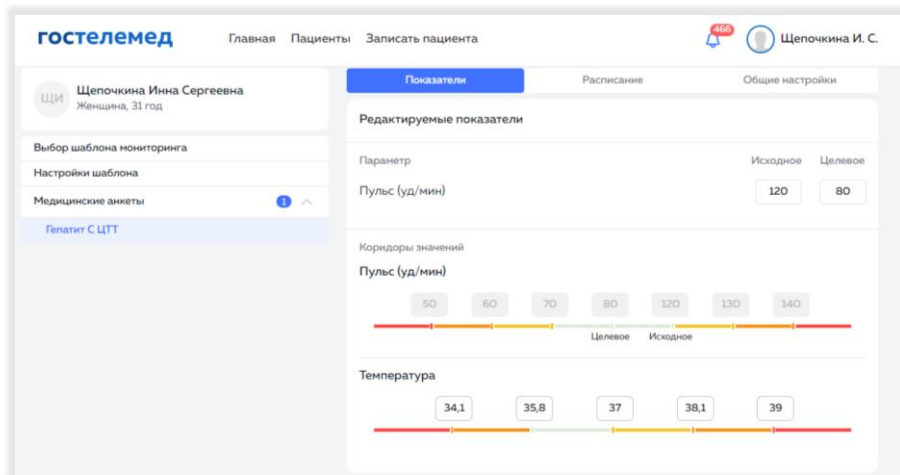 гостелемед Главная Пациенты Записать пациента 466 Щепочкина И. С.
ЩИ Щепочкина Инна Сергеевна
Женщина, 31 год
Выбор шаблона мониторинга
Настройки шаблона
Медицинские анкеты 1
Гепатит С ЦТТ
Показатели Расписание Общие настройки
Редактируемые показатели
Параметр Исходное Целевое
Пульс (уд/мин) 120 80
Коридоры значений
Пульс (уд/мин)
50 60 70 80 120 130 140
Целевое Исходное
Температура
34,1 35,8 37 38,1 39